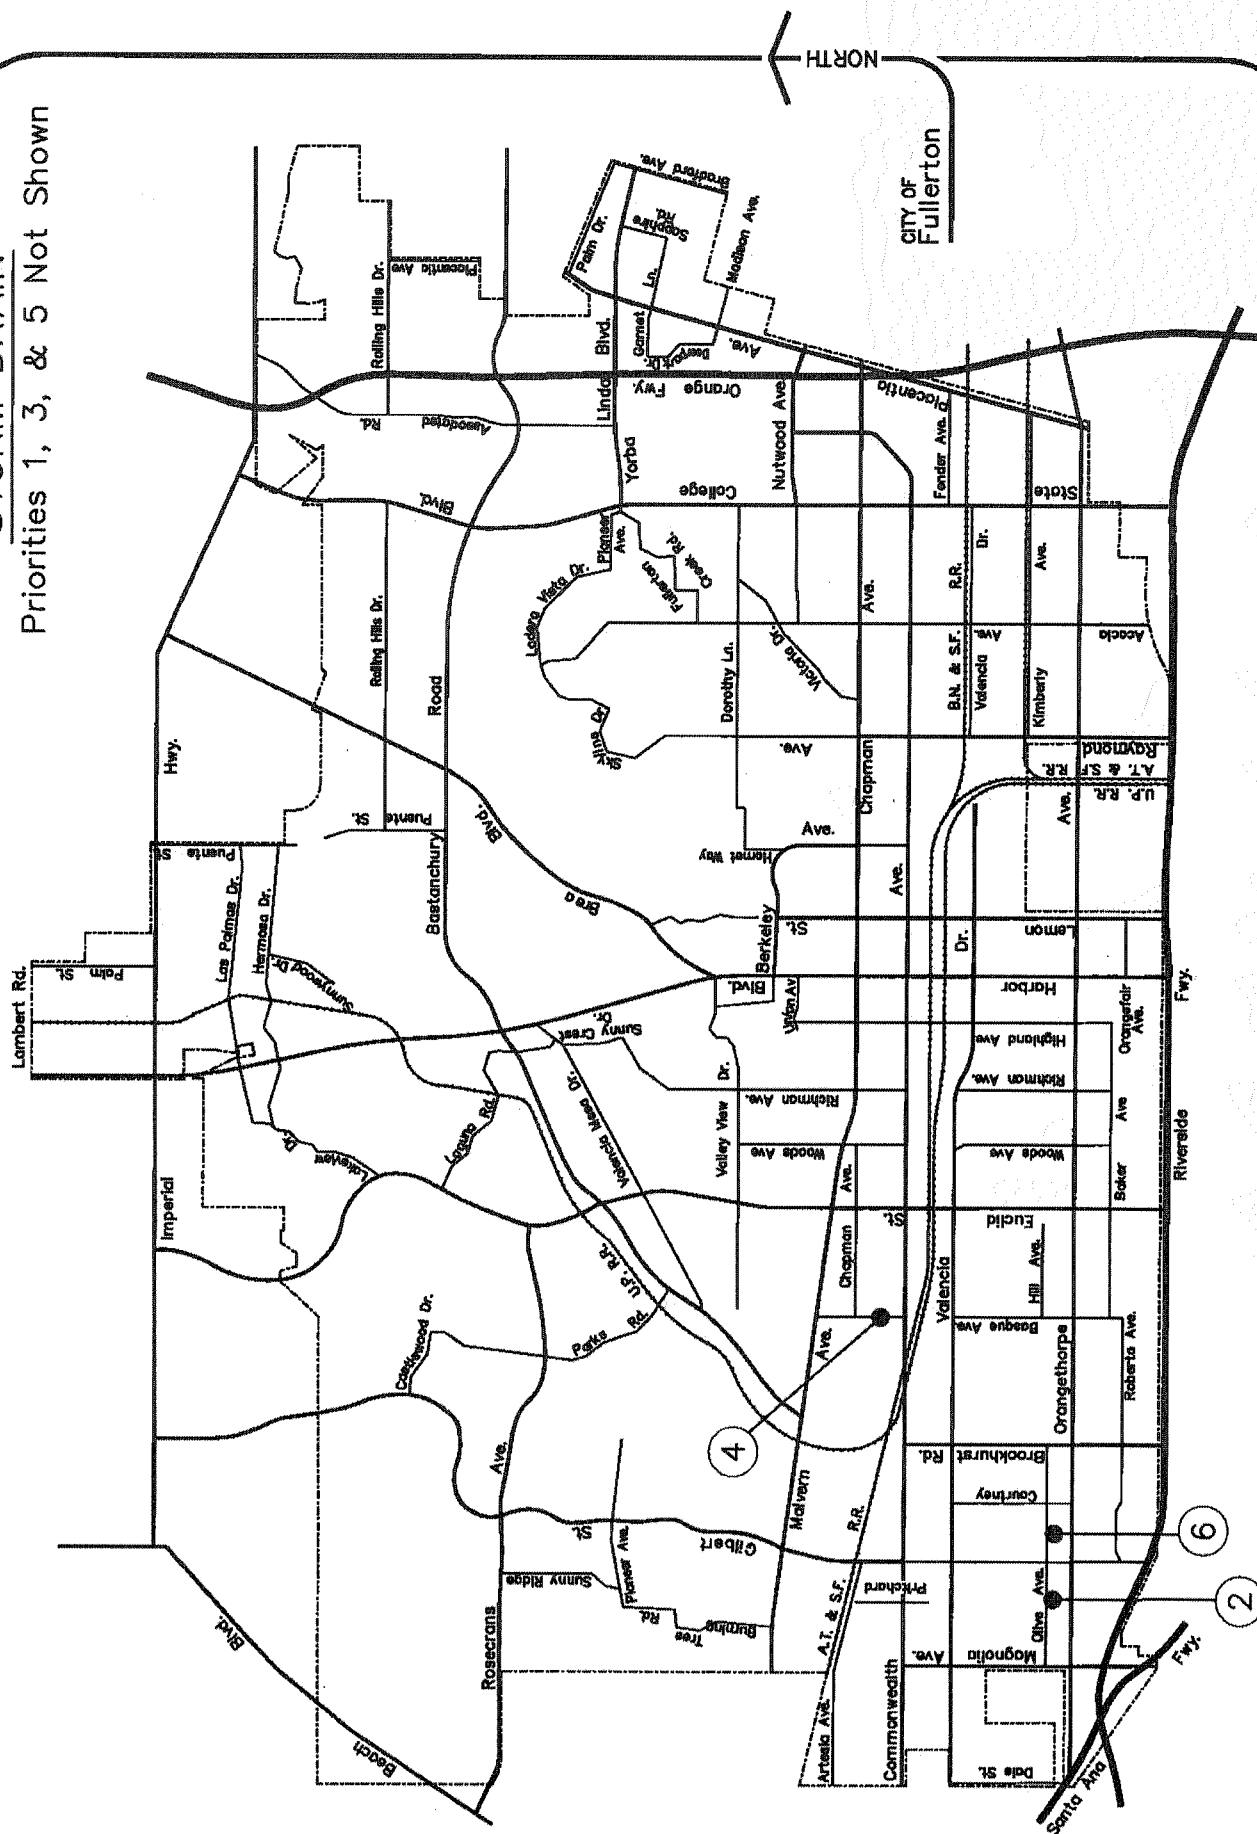 Priorities 1, 3, & 5 Not Shown
NORTH
CITY OF
Fullerton
Lambert Rd.
Palm St.
Puente St
Las Palmas Dr.
Hermosa Dr.
Sunnywood Dr.
Imperial
Hwy.
Puente St.
Rolling Hills Dr.
Rolling Hills Dr.
Placentia Ave
Associated
Rd.
Bastanchury
Road
Brea
Blvd.
Blvd.
Lakeview
Dr.
Laguna Rd.
Sunny Crest
Dr.
Valencia Mesa Dr.
U.P. R.R.
Castlewood Dr.
Parks
Rd.
Rosecrans
Ave.
Beach
Blvd.
Sunny Ridge
Pioneer Ave.
Burning
Tree
Rd.
Gilbert
St.
Malvern
Ave.
Skyline Dr.
Ladera Vista Dr.
Pioneer
Ave.
Fullerton
Creek Rd.
Yorba
Linda
Blvd.
Palm Dr.
Sapphire
Rd.
Bradford Ave.
Garnet
Ln.
Deerpark Dr.
Madison Ave.
Placentia
Ave.
Orange Fwy.
Nutwood Ave.
College
Dorothy Ln.
Victoria Dr.
Ave.
Chapman
Ave.
Hornet Way
Ave.
Berkeley
St.
Blvd.
Union Av
Valley View
Dr.
Richman Ave.
Woods Ave
Chapman
Ave.
St.
4
A.T. & S.F.
R.R.
Artesia Ave.
Commonwealth
Ave.
Pritchard
Ave.
Magnolia
Olive Ave.
Dale St.
Brookhurst Rd.
Courtney
Basque Ave.
Hill Ave.
Orangethorpe
Ave.
Roberta Ave.
Valencia
Dr.
Euclid
Woods Ave
Richman Ave.
Highland Ave
Harbor
Lemon
Baker Ave
Orangefair
Ave.
B.N. & S.F. R.R.
Valencia
Dr.
Ave.
Kimberly
Ave.
Acacia
Raymond
A.T. & S.F. R.R.
U.P. R.R.
Fender Ave.
State
Riverside
Fwy.
Santa Ana
Fwy.
2
6